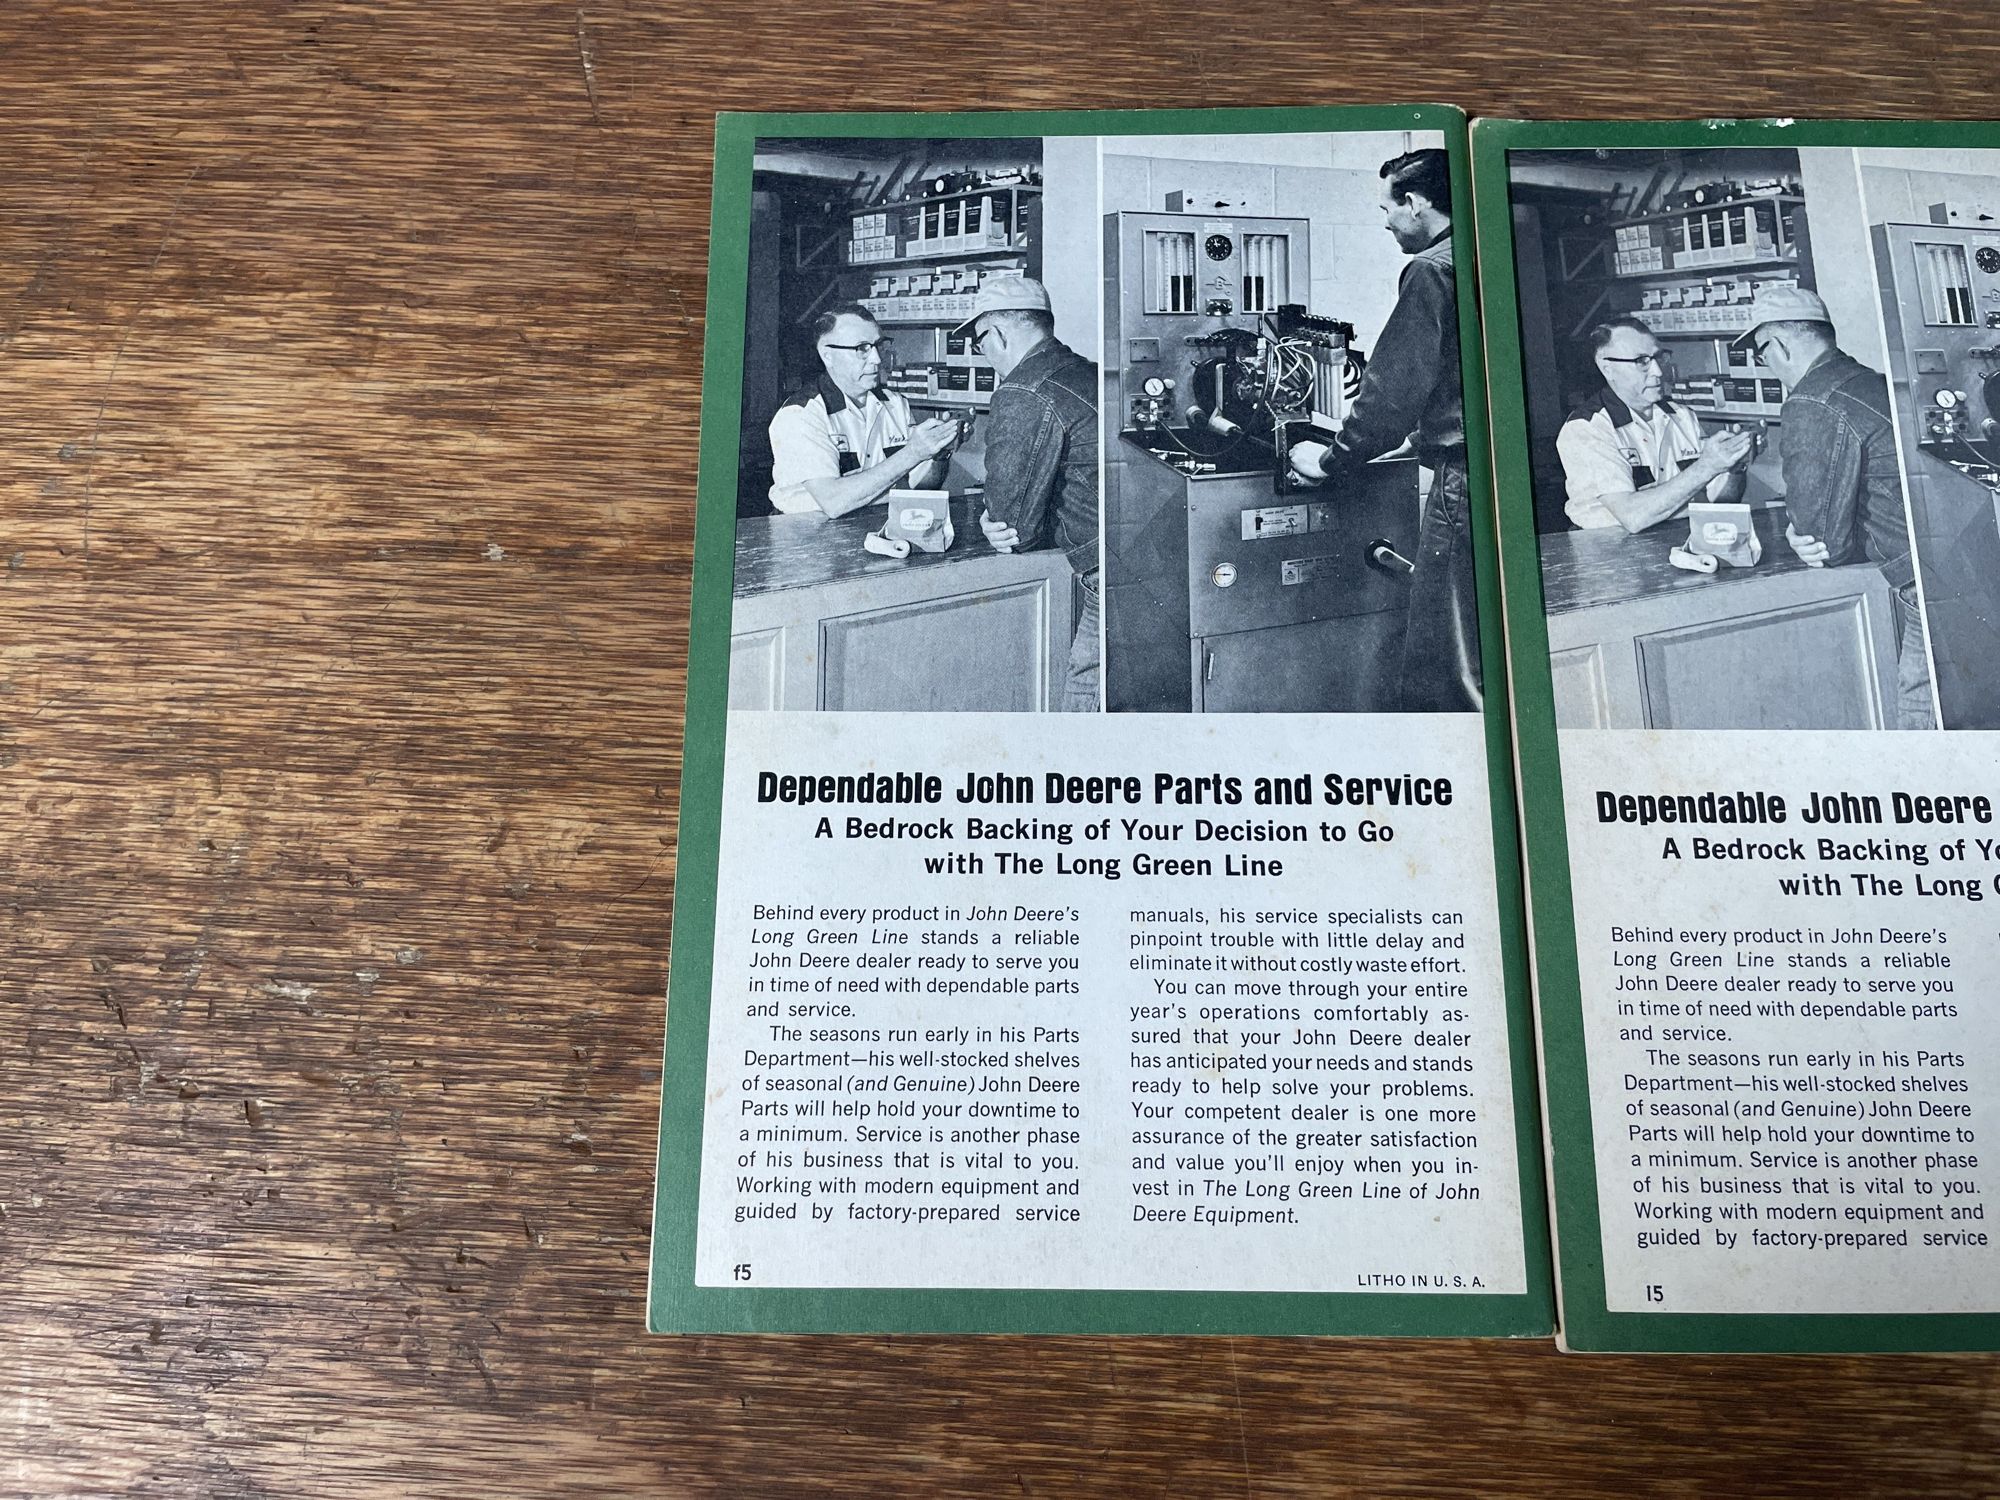 Dependable John Deere Parts and Service
A Bedrock Backing of Your Decision to Go
with The Long Green Line
Behind every product in John Deere's
Long Green Line stands a reliable
John Deere dealer ready to serve you
in time of need with dependable parts
and service.
The seasons run early in his Parts
Department—his well-stocked shelves
of seasonal (and Genuine) John Deere
Parts will help hold your downtime to
a minimum. Service is another phase
of his business that is vital to you.
Working with modern equipment and
guided by factory-prepared service
manuals, his service specialists can
pinpoint trouble with little delay and
eliminate it without costly waste effort.
You can move through your entire
year's operations comfortably as-
sured that your John Deere dealer
has anticipated your needs and stands
ready to help solve your problems.
Your competent dealer is one more
assurance of the greater satisfaction
and value you'll enjoy when you in-
vest in The Long Green Line of John
Deere Equipment.
f5
LITHO IN U. S. A.
Dependable John Deere
A Bedrock Backing of
with The Long
Behind every product in John Deere's
Long Green Line stands a reliable
John Deere dealer ready to serve you
in time of need with dependable parts
and service.
The seasons run early in his Parts
Department—his well-stocked shelves
of seasonal (and Genuine) John Deere
Parts will help hold your downtime to
a minimum. Service is another phase
of his business that is vital to you.
Working with modern equipment and
guided by factory-prepared service
I5